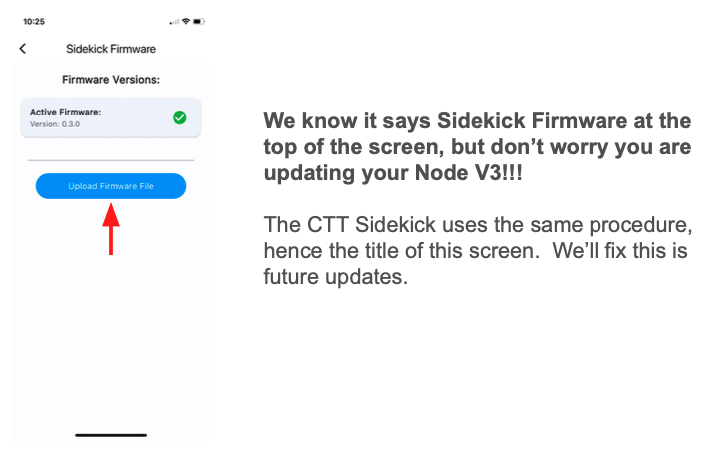 10:25
Sidekick Firmware
Firmware Versions:
Active Firmware:
Version: 0.3.0
Upload Firmware File
We know it says Sidekick Firmware at the
top of the screen, but don’t worry you are
updating your Node V3!!!
The CTT Sidekick uses the same procedure,
hence the title of this screen.  We’ll fix this is
future updates.